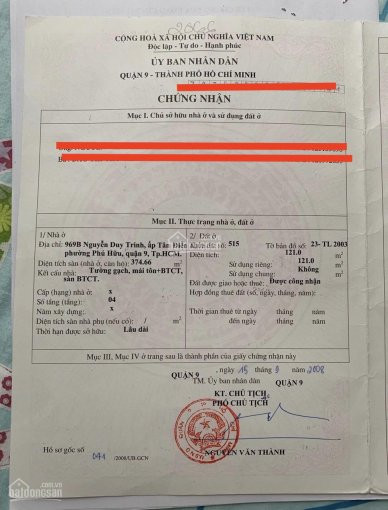 CỘNG HOÀ XÃ HỘI CHỦ NGHĨA VIỆT NAM
Độc lập - Tự do - Hạnh phúc
ỦY BAN NHÂN DÂN
QUẬN 9 - THÀNH PHỐ HỒ CHÍ MINH
CHỨNG NHẬN
Mục I. Chủ sở hữu nhà ở và sử dụng đất ở
Mục II. Thực trạng nhà ở, đất ở
1/ Nhà ở
Địa chỉ: 969B Nguyễn Duy Trinh, ấp Tân Điền
phường Phú Hữu, quận 9, Tp.HCM.
Diện tích sàn (nhà ở, căn hộ) 374.66 m²
Kết cấu nhà: Tường gạch, mái tôn+BTCT,
sàn BTCT.
Cấp (hạng) nhà ở: x
Số tầng (tầng) 04
Năm xây dựng: x
Diện tích sàn nhà phụ (nếu có) / m²
Thời hạn được sở hữu: Lâu dài
2/ Đất ở
Thửa đất số: 515 Tờ bản đồ số: 23- TL 2003
Diện tích: 121.0 m²
Sử dụng riêng: 121.0 m²
Sử dụng chung: Không m²
Đất được giao hoặc thuê: Được công nhận
Hợp đồng thuê đất (số, ngày, tháng, năm)
Thời gian thuê từ ngày tháng năm
đến ngày tháng năm
Mục III, Mục IV ở trang sau là thành phần của giấy chứng nhận này
QUẬN 9 , ngày 15 tháng 9 năm 2008
TM. Ủy ban nhân dân QUẬN 9
KT. CHỦ TỊCH
PHÓ CHỦ TỊCH
NGUYỄN VĂN THÀNH
Hồ sơ gốc số
/2008/UB.GCN
batdongsan